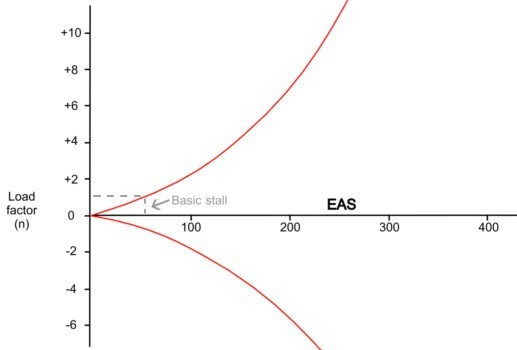 +10
+8
+6
+4
+2
Basic stall
Load
factor
(n)
0
EAS
100
200
300
400
-2
-4
-6